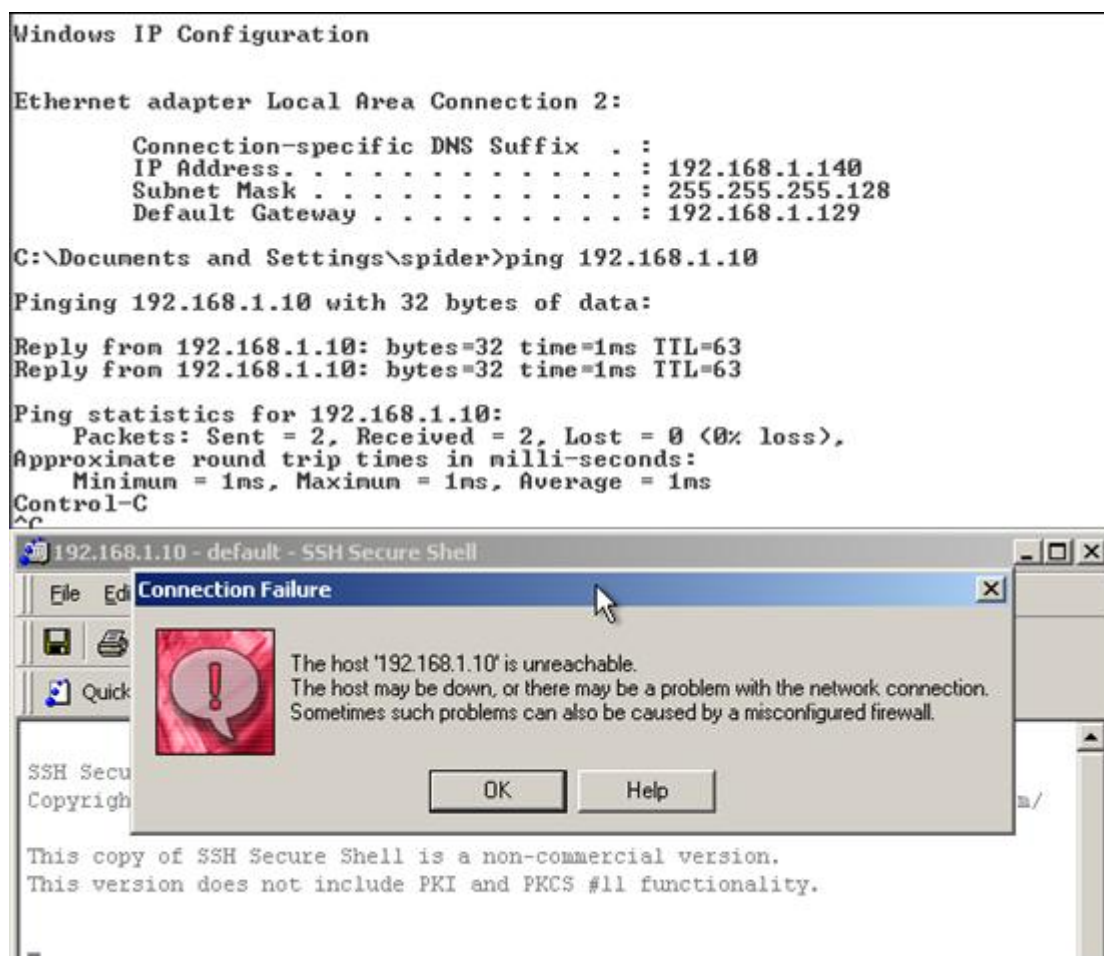 Windows IP Configuration
Ethernet adapter Local Area Connection 2:
Connection-specific DNS Suffix . :
IP Address. . . . . . . . . . . . : 192.168.1.140
Subnet Mask . . . . . . . . . . . : 255.255.255.128
Default Gateway . . . . . . . . . : 192.168.1.129
C:\Documents and Settings\spider>ping 192.168.1.10
Pinging 192.168.1.10 with 32 bytes of data:
Reply from 192.168.1.10: bytes=32 time=1ms TTL=63
Reply from 192.168.1.10: bytes=32 time=1ms TTL=63
Ping statistics for 192.168.1.10:
Packets: Sent = 2, Received = 2, Lost = 0 (0% loss),
Approximate round trip times in milli-seconds:
Minimum = 1ms, Maximum = 1ms, Average = 1ms
Control-C
^C
192.168.1.10 - default - SSH Secure Shell
File Edi
Connection Failure
The host '192.168.1.10' is unreachable.
The host may be down, or there may be a problem with the network connection.
Sometimes such problems can also be caused by a misconfigured firewall.
Quick
OK Help
SSH Secu
Copyrigh m/
This copy of SSH Secure Shell is a non-commercial version.
This version does not include PKI and PKCS #11 functionality.